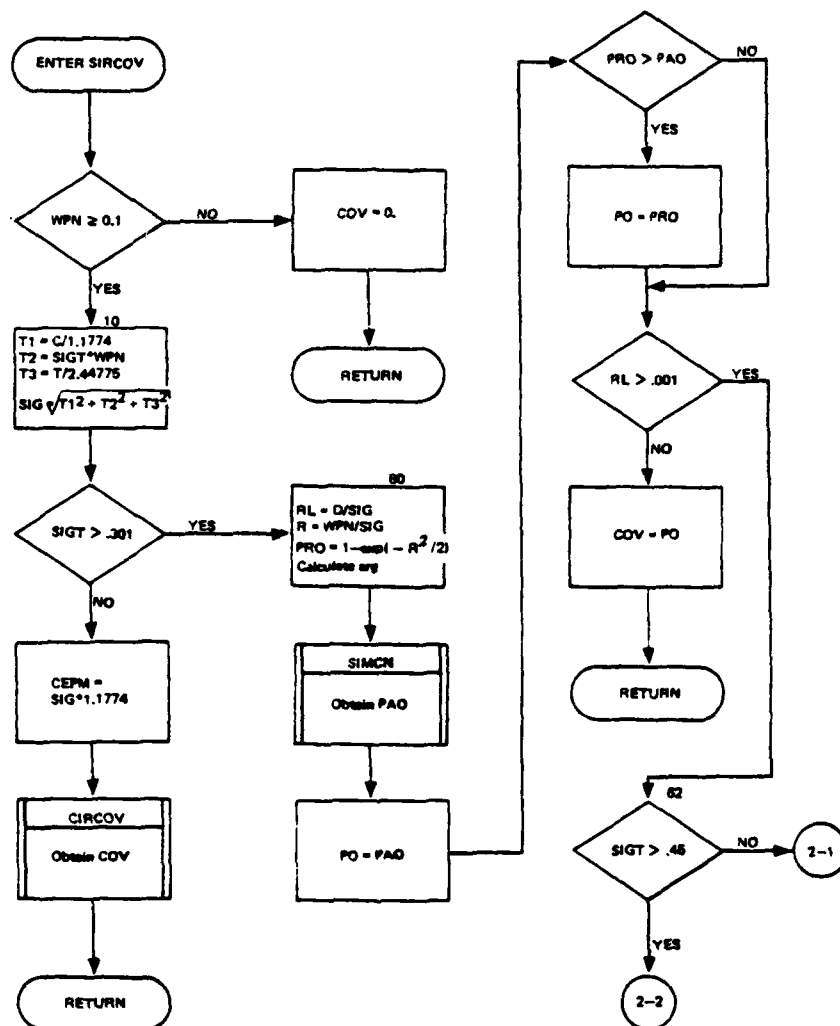 ENTER SIRCOV
WPN ≥ 0.1
NO
YES
COV = 0.
RETURN
10
T1 = C/1.1774
T2 = SIGT*WPN
T3 = T/2.44775
SIG = √T1² + T2² + T3²
SIGT > .301
YES
NO
CEPM =
SIG*1.1774
CIRCOV
Obtain COV
RETURN
60
RL = D/SIG
R = WPN/SIG
PRO = 1-exp(-R²/2)
Calculate arg
SIMCN
Obtain PAO
PO = PAO
PRO > PAO
NO
YES
PO = PRO
RL > .001
YES
NO
COV = PO
RETURN
62
SIGT > .45
NO
2-1
YES
2-2